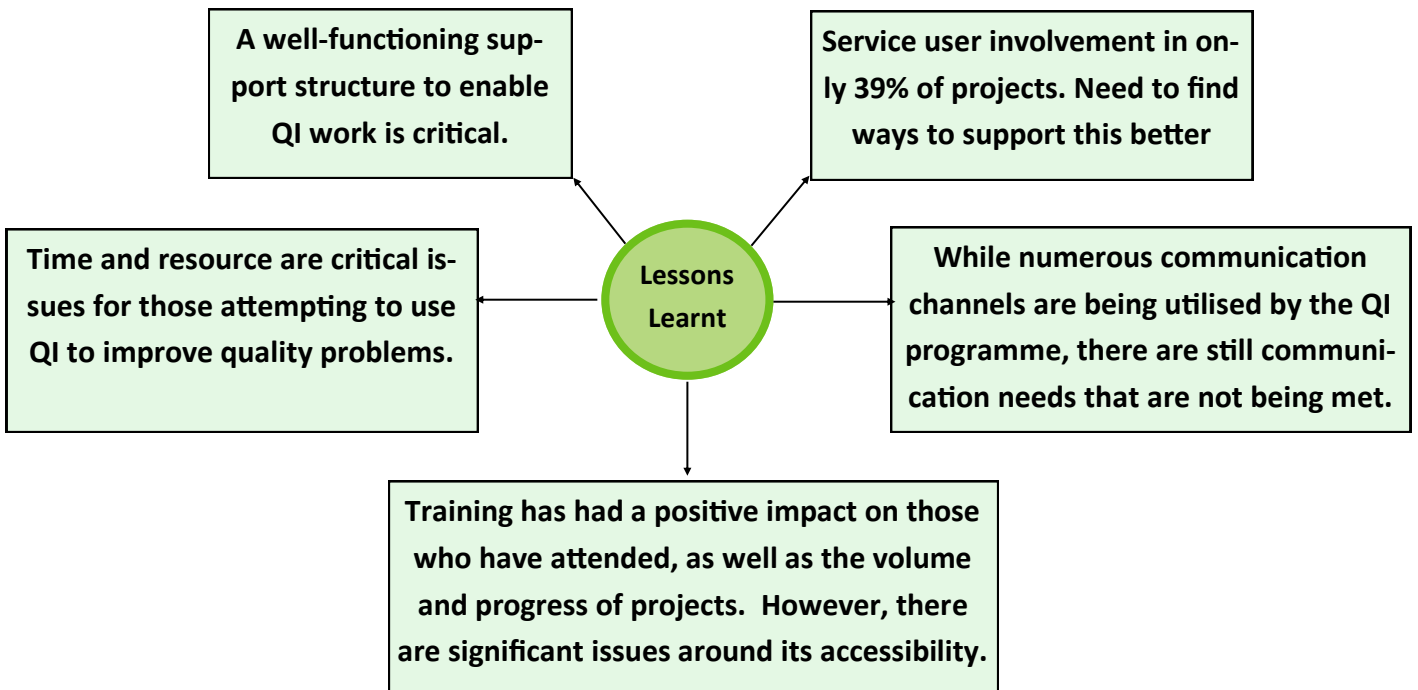 A well-functioning sup-
port structure to enable
QI work is critical.
Service user involvement in on-
ly 39% of projects. Need to find
ways to support this better
Time and resource are critical is-
sues for those attempting to use
QI to improve quality problems.
Lessons
Learnt
While numerous communication
channels are being utilised by the QI
programme, there are still communi-
cation needs that are not being met.
Training has had a positive impact on those
who have attended, as well as the volume
and progress of projects.  However, there
are significant issues around its accessibility.